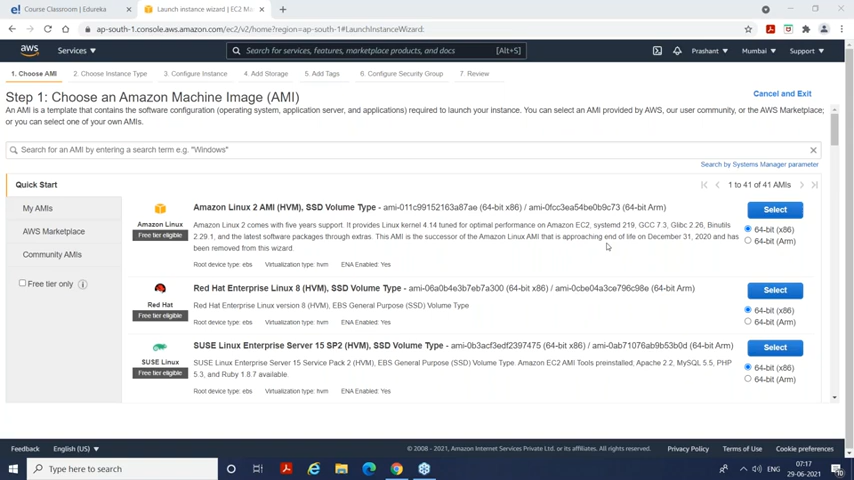 e! Course Classroom | Edureka
Launch instance wizard | EC2 M
ap-south-1.console.aws.amazon.com/ec2/v2/home?region=ap-south-1#LaunchInstanceWizard:
aws Services Search for services, features, marketplace products, and docs [Alt+S] Prashant Mumbai Support
1. Choose AMI 2. Choose Instance Type 3. Configure Instance 4. Add Storage 5. Add Tags 6. Configure Security Group 7. Review
Step 1: Choose an Amazon Machine Image (AMI)
Cancel and Exit
An AMI is a template that contains the software configuration (operating system, application server, and applications) required to launch your instance. You can select an AMI provided by AWS, our user community, or the AWS Marketplace;
or you can select one of your own AMIs.
Search for an AMI by entering a search term e.g. "Windows"
Search by Systems Manager parameter
Quick Start
1 to 41 of 41 AMIs
My AMIs
AWS Marketplace
Community AMIs
Free tier only
Amazon Linux
Free tier eligible
Amazon Linux 2 AMI (HVM), SSD Volume Type - ami-011c99152163a87ae (64-bit x86) / ami-0fcc3ea54be0b9c73 (64-bit Arm)
Amazon Linux 2 comes with five years support. It provides Linux kernel 4.14 tuned for optimal performance on Amazon EC2, systemd 219, GCC 7.3, Glibc 2.26, Binutils
2.29.1, and the latest software packages through extras. This AMI is the successor of the Amazon Linux AMI that is approaching end of life on December 31, 2020 and has
been removed from this wizard.
Root device type: ebs Virtualization type: hvm ENA Enabled: Yes
Select
64-bit (x86)
64-bit (Arm)
Red Hat
Free tier eligible
Red Hat Enterprise Linux 8 (HVM), SSD Volume Type - ami-06a0b4e3b7eb7a300 (64-bit x86) / ami-0cbe04a3ce796c98e (64-bit Arm)
Red Hat Enterprise Linux version 8 (HVM), EBS General Purpose (SSD) Volume Type
Root device type: ebs Virtualization type: hvm ENA Enabled: Yes
Select
64-bit (x86)
64-bit (Arm)
SUSE Linux
Free tier eligible
SUSE Linux Enterprise Server 15 SP2 (HVM), SSD Volume Type - ami-0b3acf3edf2397475 (64-bit x86) / ami-0ab71076ab9b53b0d (64-bit Arm)
SUSE Linux Enterprise Server 15 Service Pack 2 (HVM), EBS General Purpose (SSD) Volume Type. Amazon EC2 AMI Tools preinstalled; Apache 2.2, MySQL 5.5, PHP
5.3, and Ruby 1.8.7 available.
Root device type: ebs Virtualization type: hvm ENA Enabled: Yes
Select
64-bit (x86)
64-bit (Arm)
Feedback English (US) © 2008 - 2021, Amazon Internet Services Private Ltd. or its affiliates. All rights reserved. Privacy Policy Terms of Use Cookie preferences
Type here to search
ENG
07:17
29-06-2021